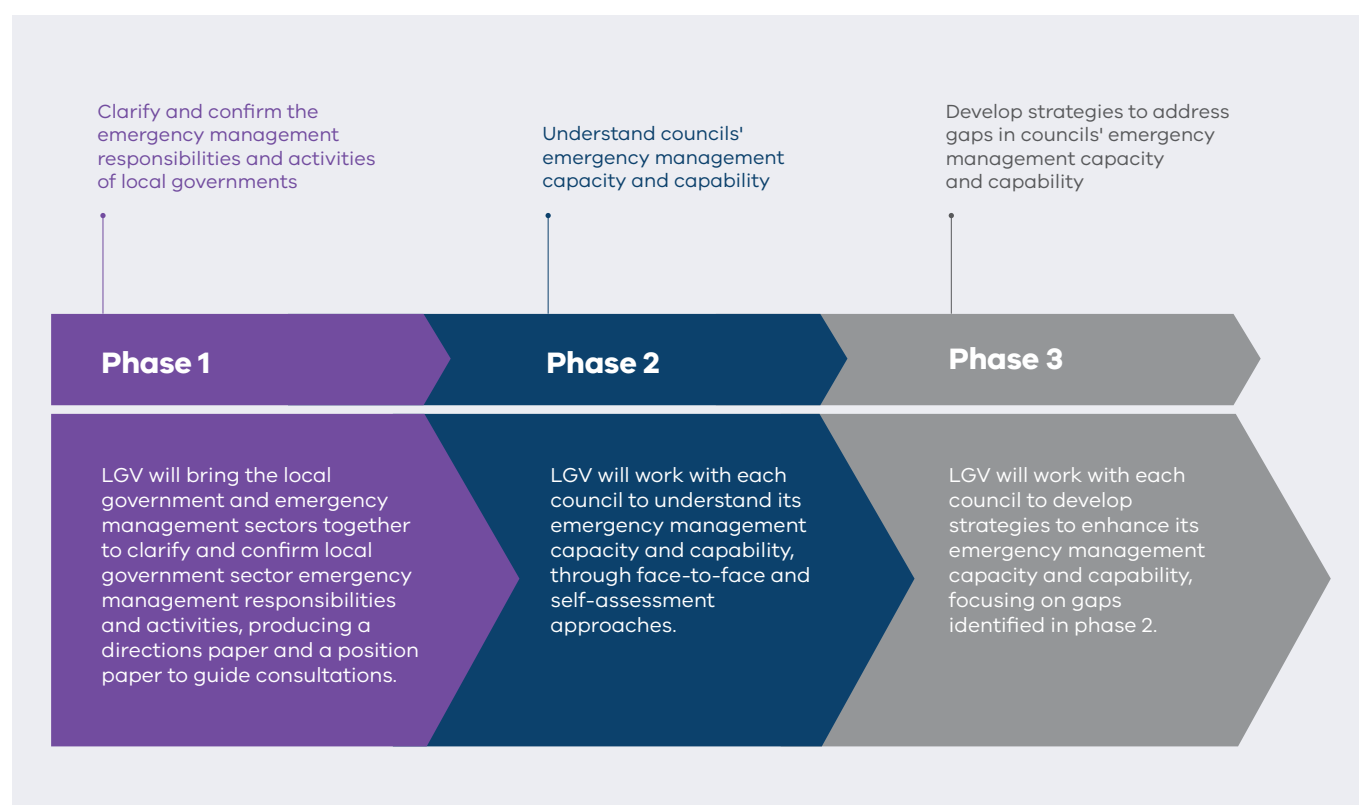 Clarify and confirm the
emergency management
responsibilities and activities
of local governments
Understand councils'
emergency management
capacity and capability
Develop strategies to address
gaps in councils' emergency
management capacity
and capability
Phase 1
Phase 2
Phase 3
LGV will bring the local
government and emergency
management sectors together
to clarify and confirm local
government sector emergency
management responsibilities
and activities, producing a
directions paper and a position
paper to guide consultations.
LGV will work with each
council to understand its
emergency management
capacity and capability,
through face-to-face and
self-assessment
approaches.
LGV will work with each
council to develop
strategies to enhance its
emergency management
capacity and capability,
focusing on gaps
identified in phase 2.